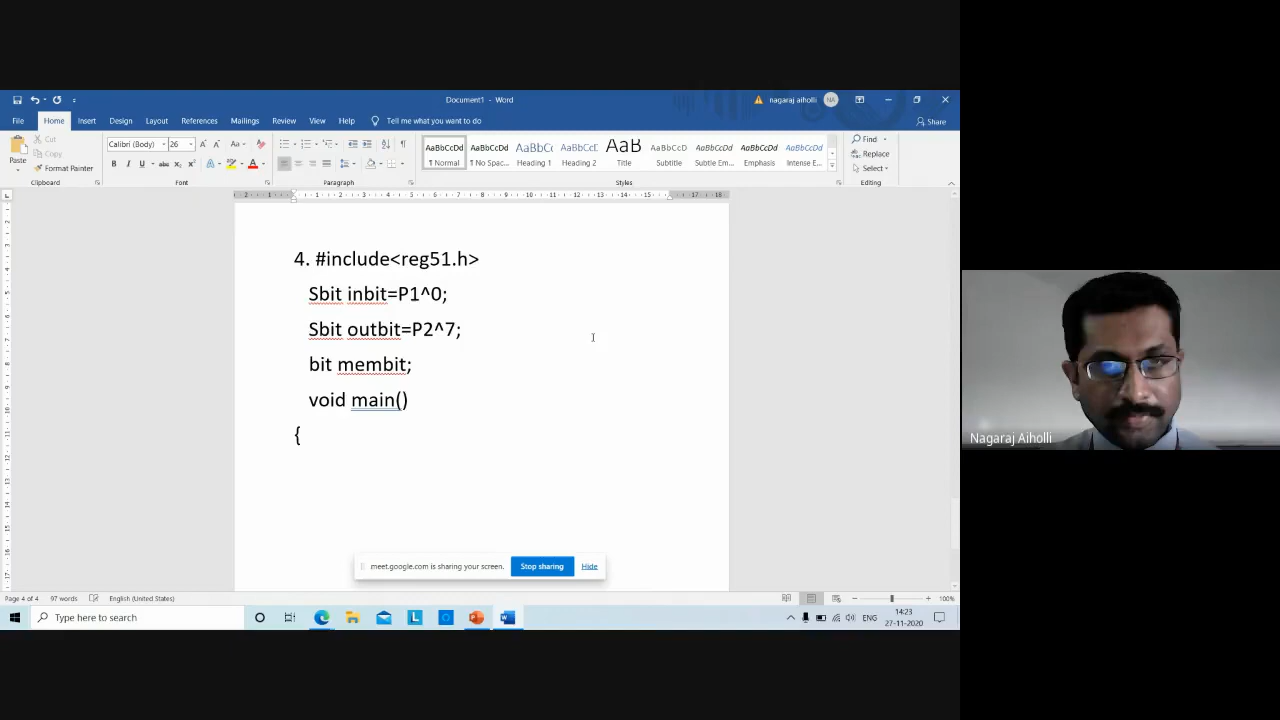 Document1 - Word
nagaraj aiholli
NA
File Home Insert Design Layout References Mailings Review View Help Tell me what you want to do
Share
Paste
Cut
Copy
Format Painter
Clipboard
Calibri (Body) 26
Font
Paragraph
AaBbCcDd AaBbCcDd AaBbCc AaBbCcD AaB AaBbCcD AaBbCcDd AaBbCcDd AaBbCcDd
¶ Normal ¶ No Spac... Heading 1 Heading 2 Title Subtitle Subtle Em... Emphasis Intense E...
Styles
Find
Replace
Select
Editing
4. #include<reg51.h>
Sbit inbit=P1^0;
Sbit outbit=P2^7;
bit membit;
void main()
{
meet.google.com is sharing your screen. Stop sharing Hide
Page 4 of 4 97 words English (United States) 100%
Type here to search
ENG
14:23
27-11-2020
Nagaraj Aiholli